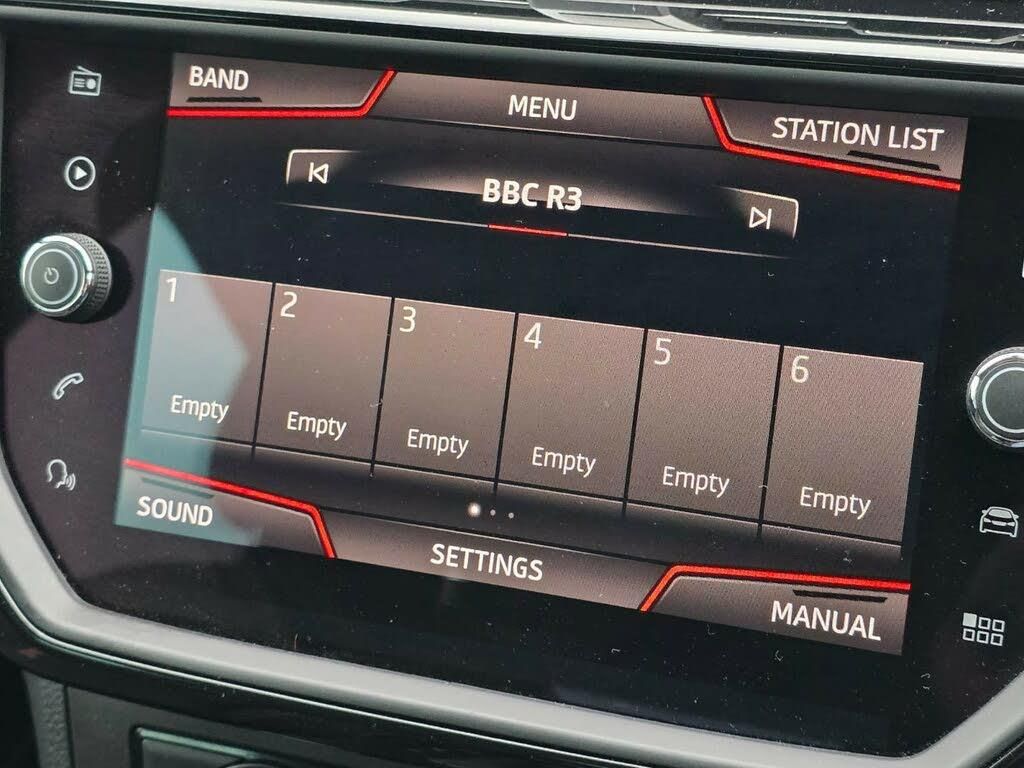 BAND
MENU
STATION LIST
BBC R3
1
2
3
4
5
6
Empty
Empty
Empty
Empty
Empty
Empty
SOUND
SETTINGS
MANUAL